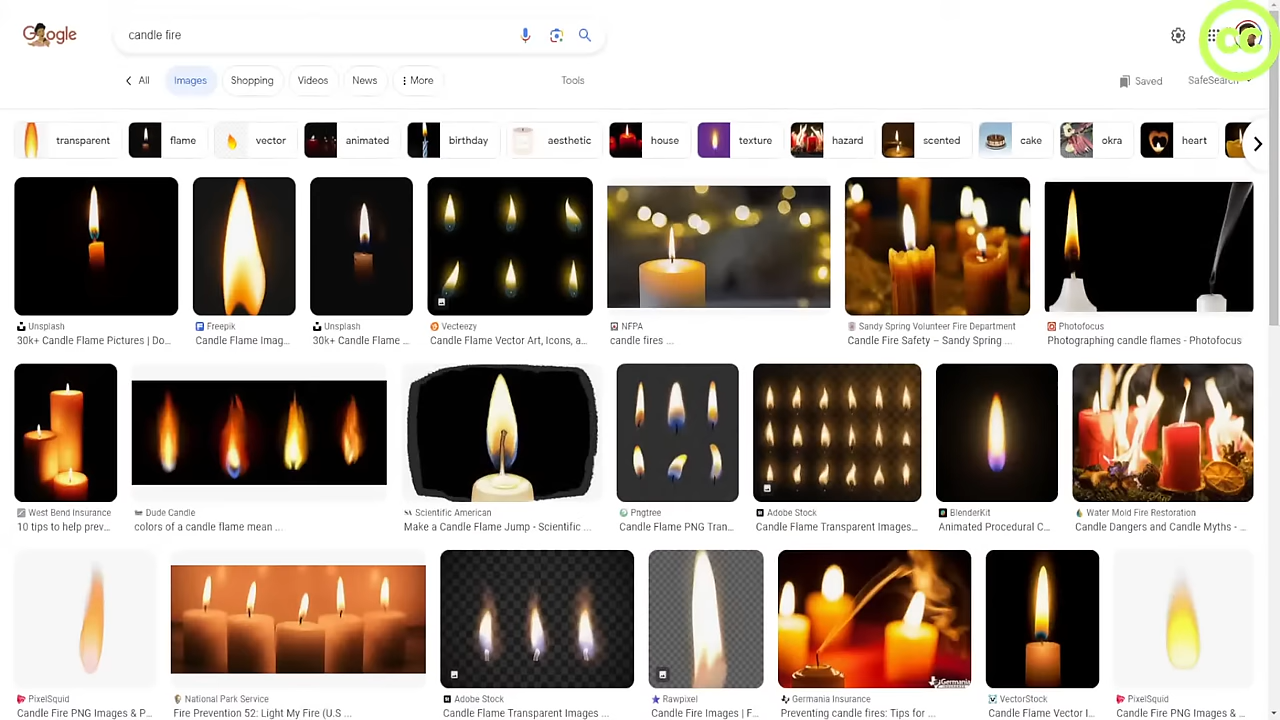 Google
candle fire
All
Images
Shopping
Videos
News
More
Tools
Saved
SafeSearch
cc
transparent
flame
vector
animated
birthday
aesthetic
house
texture
hazard
scented
cake
okra
heart
Unsplash
30k+ Candle Flame Pictures | Do...
Freepik
Candle Flame Imag...
Unsplash
30k+ Candle Flame ...
Vecteezy
Candle Flame Vector Art, Icons, a...
NFPA
candle fires ...
Sandy Spring Volunteer Fire Department
Candle Fire Safety – Sandy Spring ...
Photofocus
Photographing candle flames - Photofocus
West Bend Insurance
10 tips to help prev...
Dude Candle
colors of a candle flame mean ...
Scientific American
Make a Candle Flame Jump - Scientific ...
Pngtree
Candle Flame PNG Tran...
Adobe Stock
Candle Flame Transparent Images...
BlenderKit
Animated Procedural C...
Water Mold Fire Restoration
Candle Dangers and Candle Myths - ...
PixelSquid
Candle Fire PNG Images & P...
National Park Service
Fire Prevention 52: Light My Fire (U.S ...
Adobe Stock
Candle Flame Transparent Images ...
Rawpixel
Candle Fire Images | F...
Germania
Germania Insurance
Preventing candle fires: Tips for ...
VectorStock
Candle Flame Vector I...
PixelSquid
Candle Fire PNG Images & ...